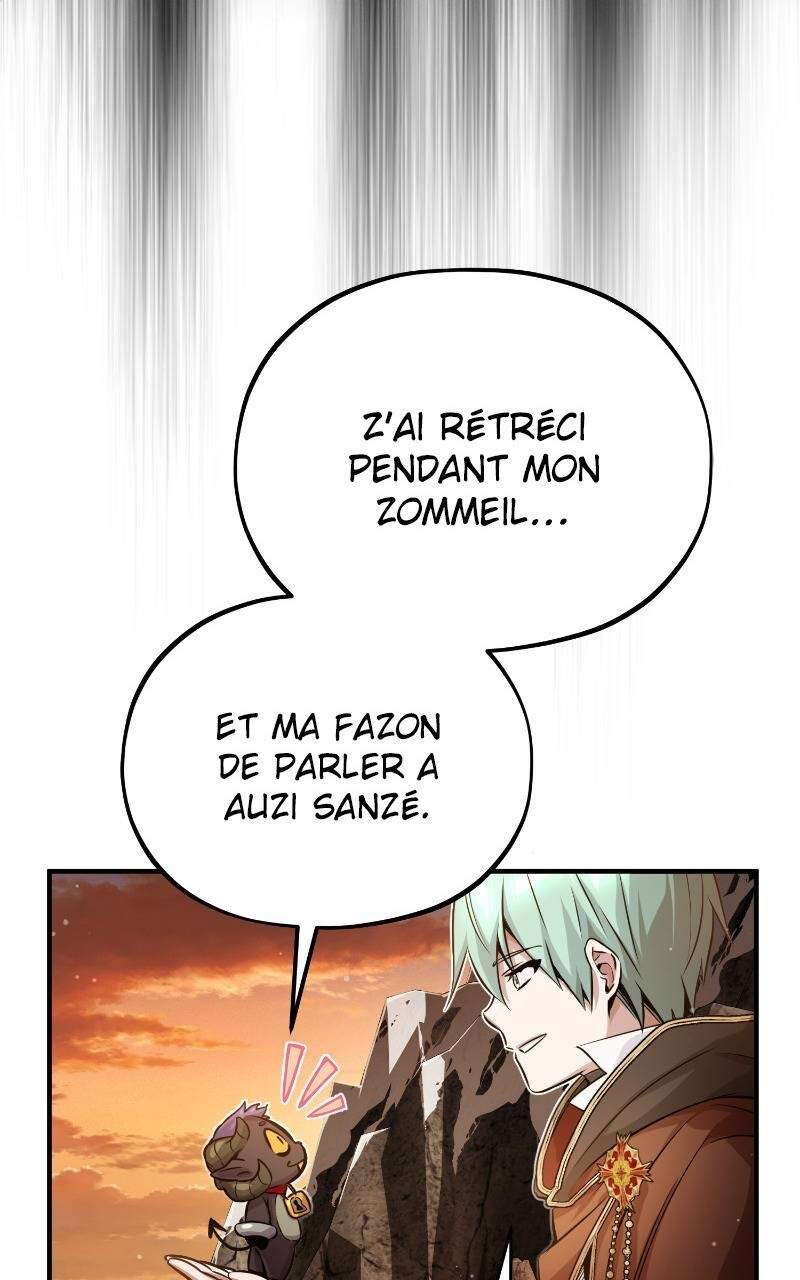 Z'AI RÉTRÉCI
PENDANT MON
ZOMMEIL...
ET MA FAZON
DE PARLER A
AUZI SANZÉ.